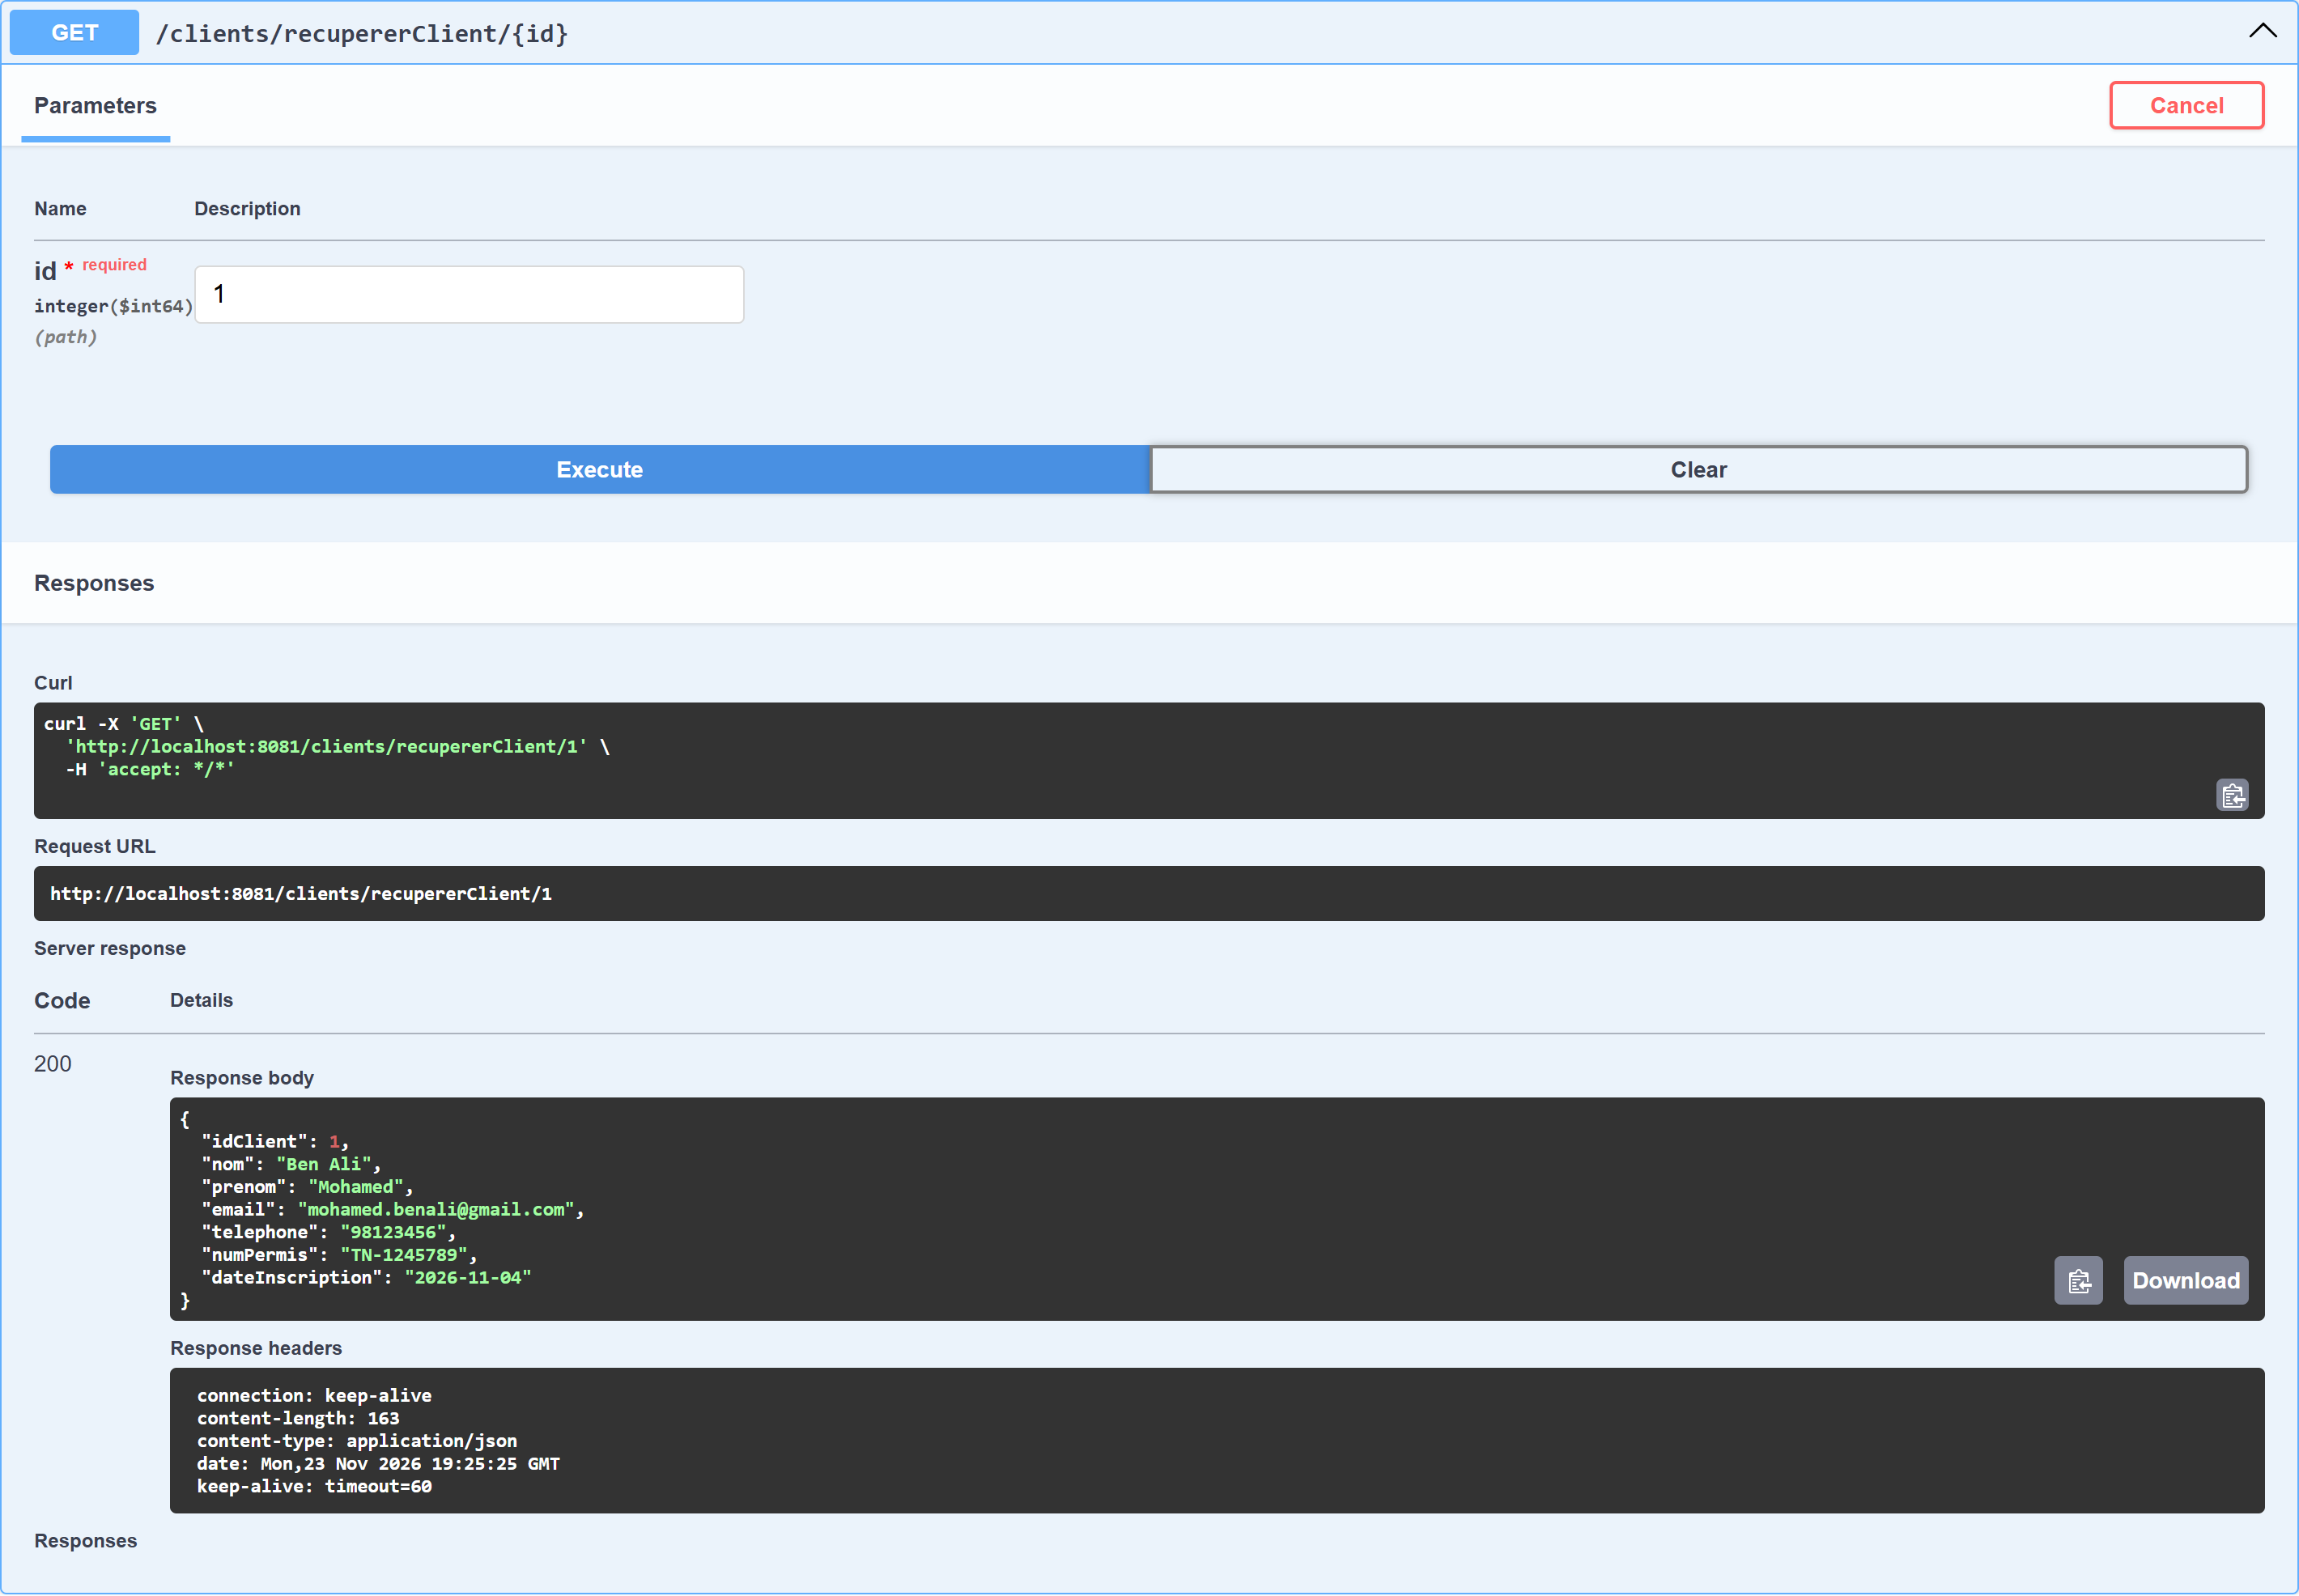 GET /clients/recupererClient/{id}
Parameters
Cancel
Name Description
id * required
integer($int64)
(path)
1
Execute
Clear
Responses
Curl
curl -X 'GET' \
'http://localhost:8081/clients/recupererClient/1' \
-H 'accept: */*'
Request URL
http://localhost:8081/clients/recupererClient/1
Server response
Code Details
200
Response body
{
"idClient": 1,
"nom": "Ben Ali",
"prenom": "Mohamed",
"email": "mohamed.benali@gmail.com",
"telephone": "98123456",
"numPermis": "TN-1245789",
"dateInscription": "2026-11-04"
}
Download
Response headers
connection: keep-alive
content-length: 163
content-type: application/json
date: Mon,23 Nov 2026 19:25:25 GMT
keep-alive: timeout=60
Responses